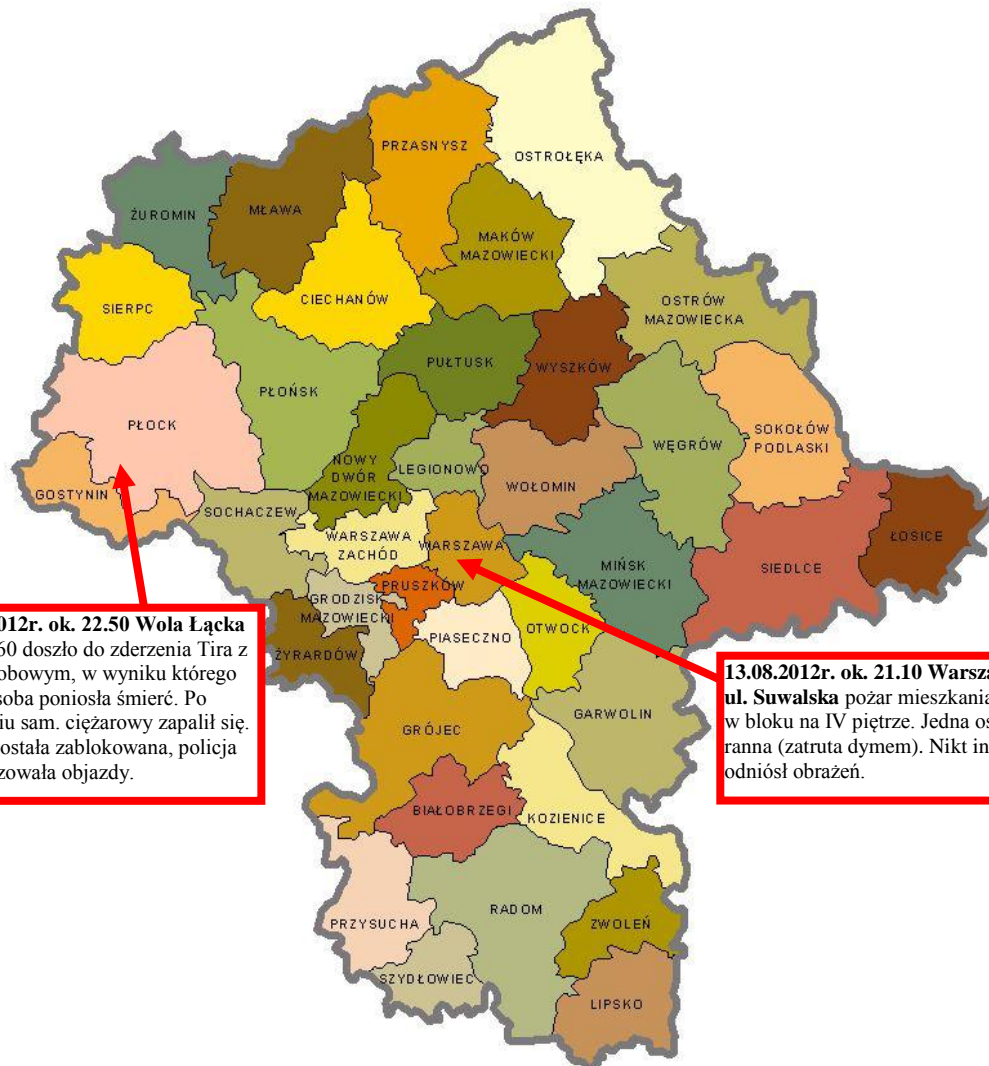 PRZASNYSZ
OSTROŁĘKA
ŻUROMIN
MŁAWA
MAKÓW
MAZOWIECKI
CIECHANÓW
SIERPC
OSTRÓW
MAZOWIECKA
PUŁTUSK
WYSZKÓW
PŁOŃSK
PŁOCK
SOKOŁÓW
PODLASKI
WĘGRÓW
NOWY
DWÓR
MAZOWIECKI
LEGIONOWO
WOŁOMIN
GOSTYNIN
SOCHACZEW
WARSZAWA
ZACHÓD
WARSZAWA
MIŃSK
MAZOWIECKI
SIEDLCE
ŁOSICE
PRUSZKÓW
GRODZISK
MAZOWIECKI
PIASECZNO
OTWOCK
ŻYRARDÓW
012r. ok. 22.50 Wola Łącka
60 doszło do zderzenia Tira z
obowym, w wyniku którego
soba poniosła śmierć. Po
iu sam. ciężarowy zapalił się.
ostała zablokowana, policja
zowała objazdy.
13.08.2012r. ok. 21.10 Warsza
ul. Suwalska pożar mieszkania
w bloku na IV piętrze. Jedna os
ranna (zatruta dymem). Nikt in
odniósł obrażeń.
GARWOLIN
GRÓJEC
BIAŁOBRZEGI
KOZIENICE
RADOM
PRZYSUCHA
ZWOLEŃ
SZYDŁOWIEC
LIPSKO